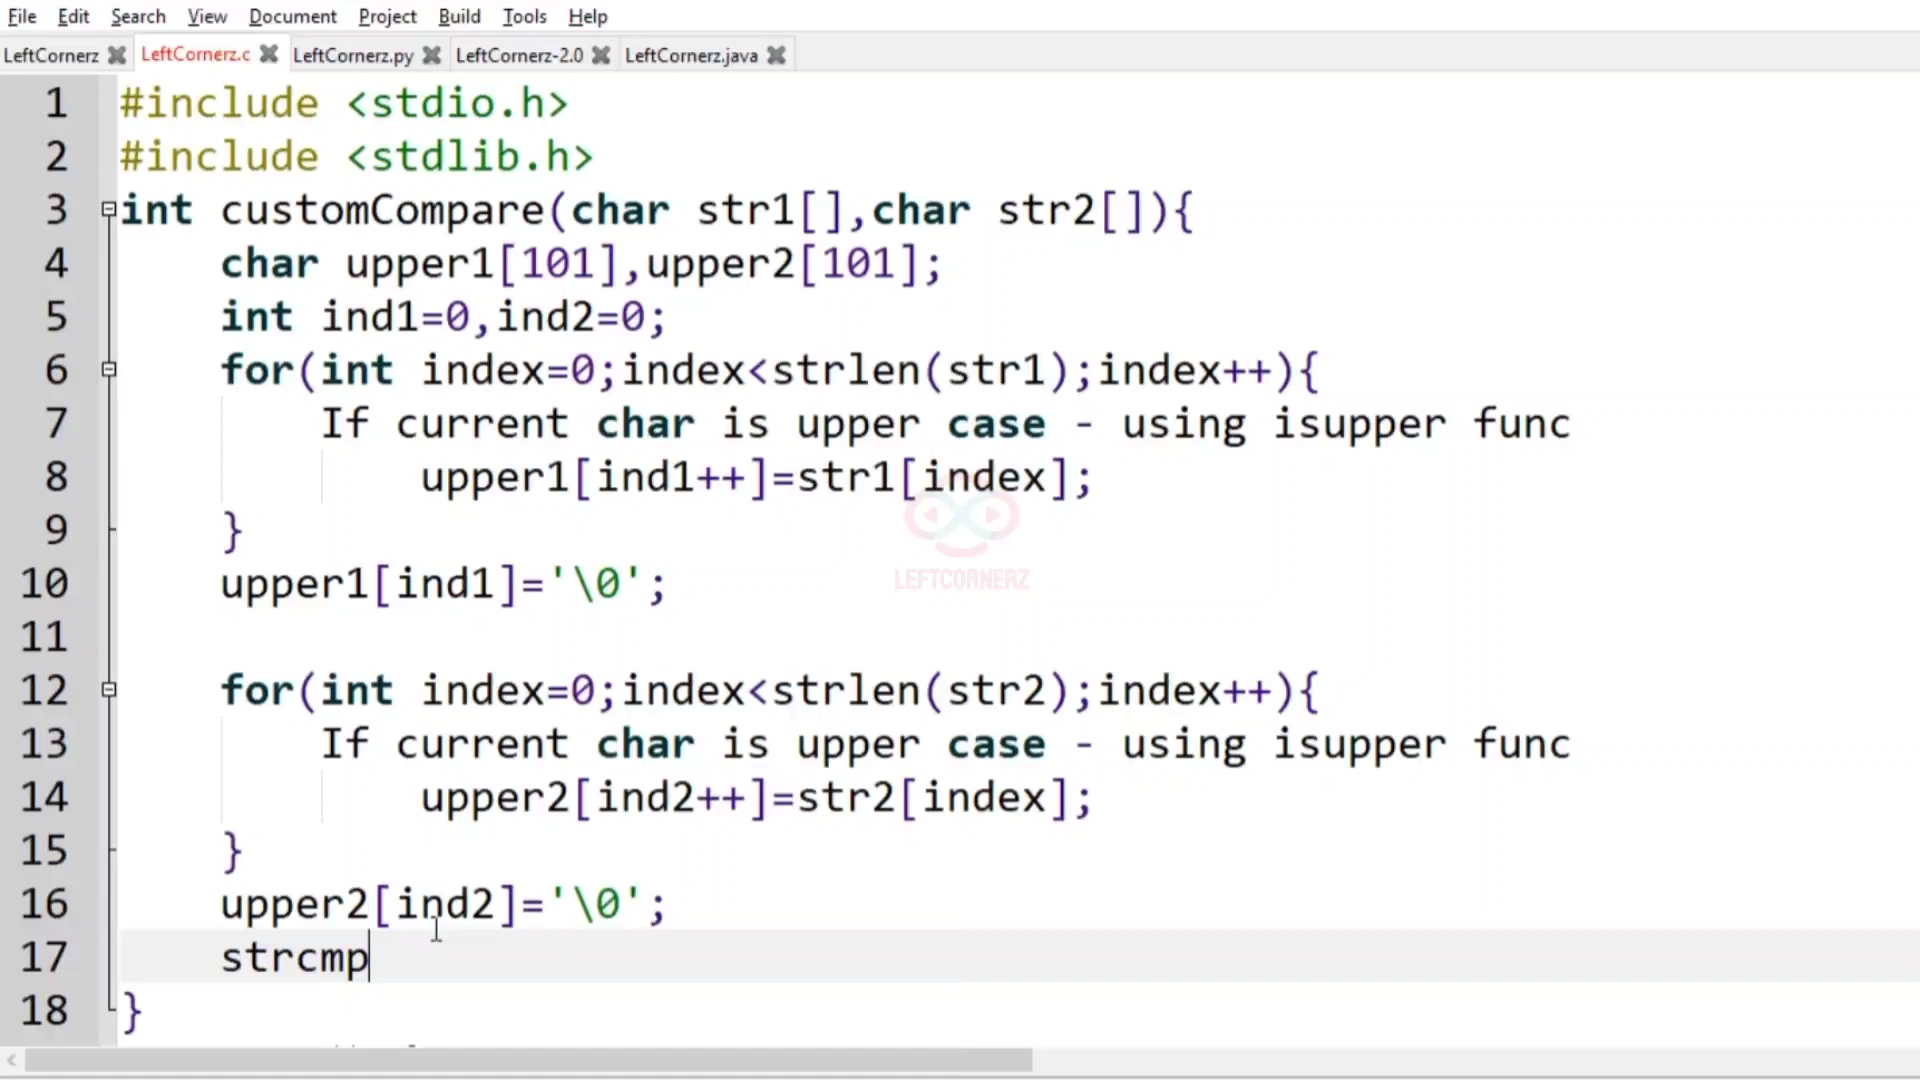 File Edit Search View Document Project Build Tools Help
LeftCornerz LeftCornerz.c LeftCornerz.py LeftCornerz-2.0 LeftCornerz.java
1 #include <stdio.h>
2 #include <stdlib.h>
3 int customCompare(char str1[],char str2[]){
4 char upper1[101],upper2[101];
5 int ind1=0,ind2=0;
6 for(int index=0;index<strlen(str1);index++){
7 If current char is upper case - using isupper func
8 upper1[ind1++]=str1[index];
9 }
10 upper1[ind1]='\0';
11
12 for(int index=0;index<strlen(str2);index++){
13 If current char is upper case - using isupper func
14 upper2[ind2++]=str2[index];
15 }
16 upper2[ind2]='\0';
17 strcmp
18 }
LEFTCORNERZ